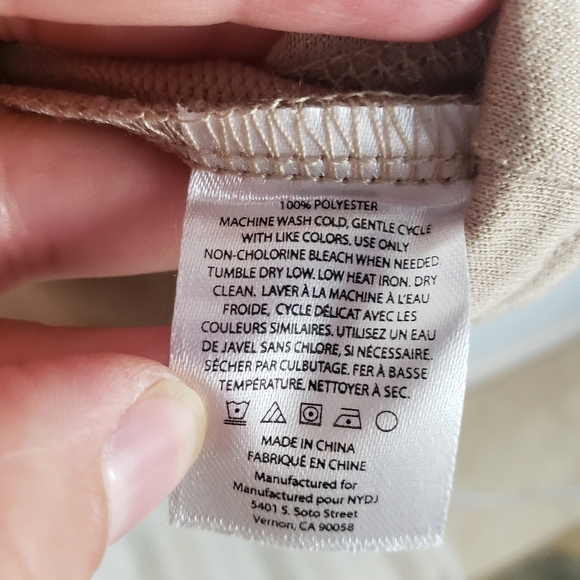 100% POLYESTER
MACHINE WASH COLD, GENTLE CYCLE
WITH LIKE COLORS. USE ONLY
NON-CHOLORINE BLEACH WHEN NEEDED.
TUMBLE DRY LOW. LOW HEAT IRON. DRY
CLEAN. LAVER À LA MACHINE À L'EAU
FROIDE, CYCLE DÉLICAT AVEC LES
COULEURS SIMILAIRES. UTILISEZ UN EAU
DE JAVEL SANS CHLORE, SI NÉCESSAIRE.
SÉCHER PAR CULBUTAGE. FER À BASSE
TEMPÉRATURE. NETTOYER À SEC.
MADE IN CHINA
FABRIQUÉ EN CHINE
Manufactured for
Manufactured pour NYDJ
5401 S. Soto Street
Vernon, CA 90058